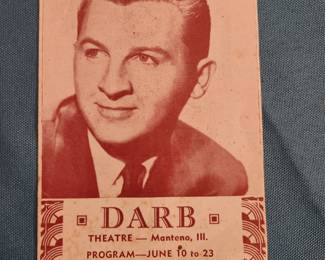 DARB
THEATRE — Manteno, Ill.
PROGRAM—JUNE 10 to 23